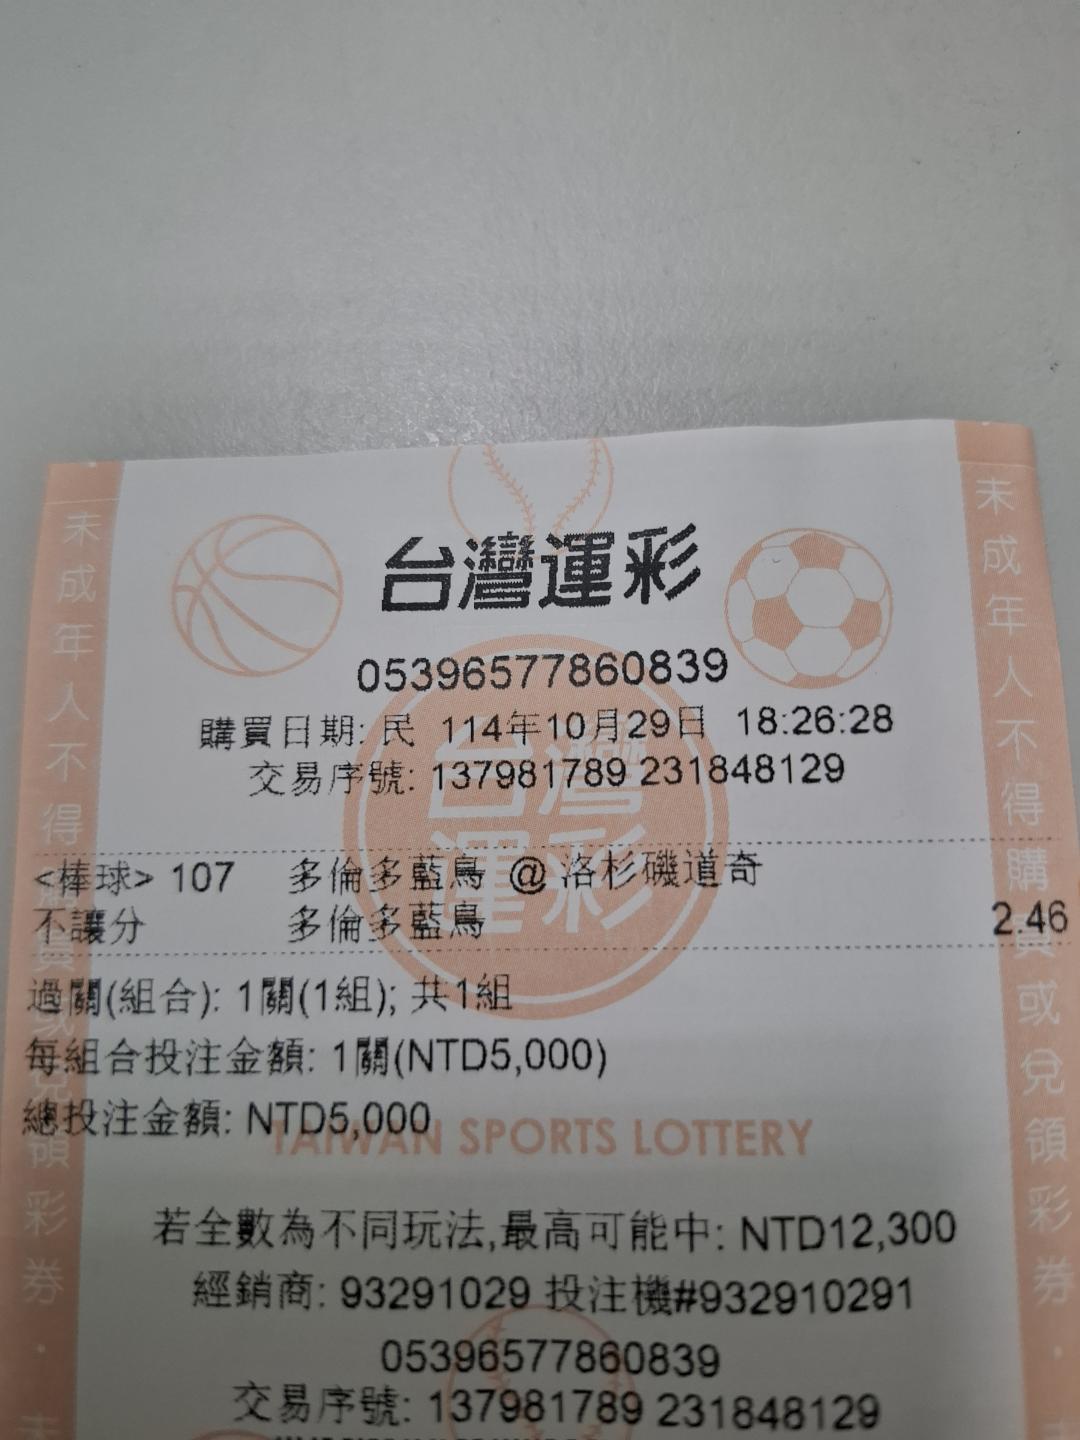 台灣運彩
05396577860839
購買日期: 民 114年10月29日 18:26:28
交易序號: 137981789 231848129
<棒球> 107 多倫多藍鳥 @ 洛杉磯道奇
不讓分 多倫多藍鳥 2.46
過關(組合): 1關(1組); 共1組
每組合投注金額: 1關(NTD5,000)
總投注金額: NTD5,000
TAIWAN SPORTS LOTTERY
若全數為不同玩法,最高可能中: NTD12,300
經銷商: 93291029 投注機#932910291
05396577860839
交易序號: 137981789 231848129
台灣運彩
未成年人不得購買或兌領彩券・未
未成年人不得購買或兌領彩券・